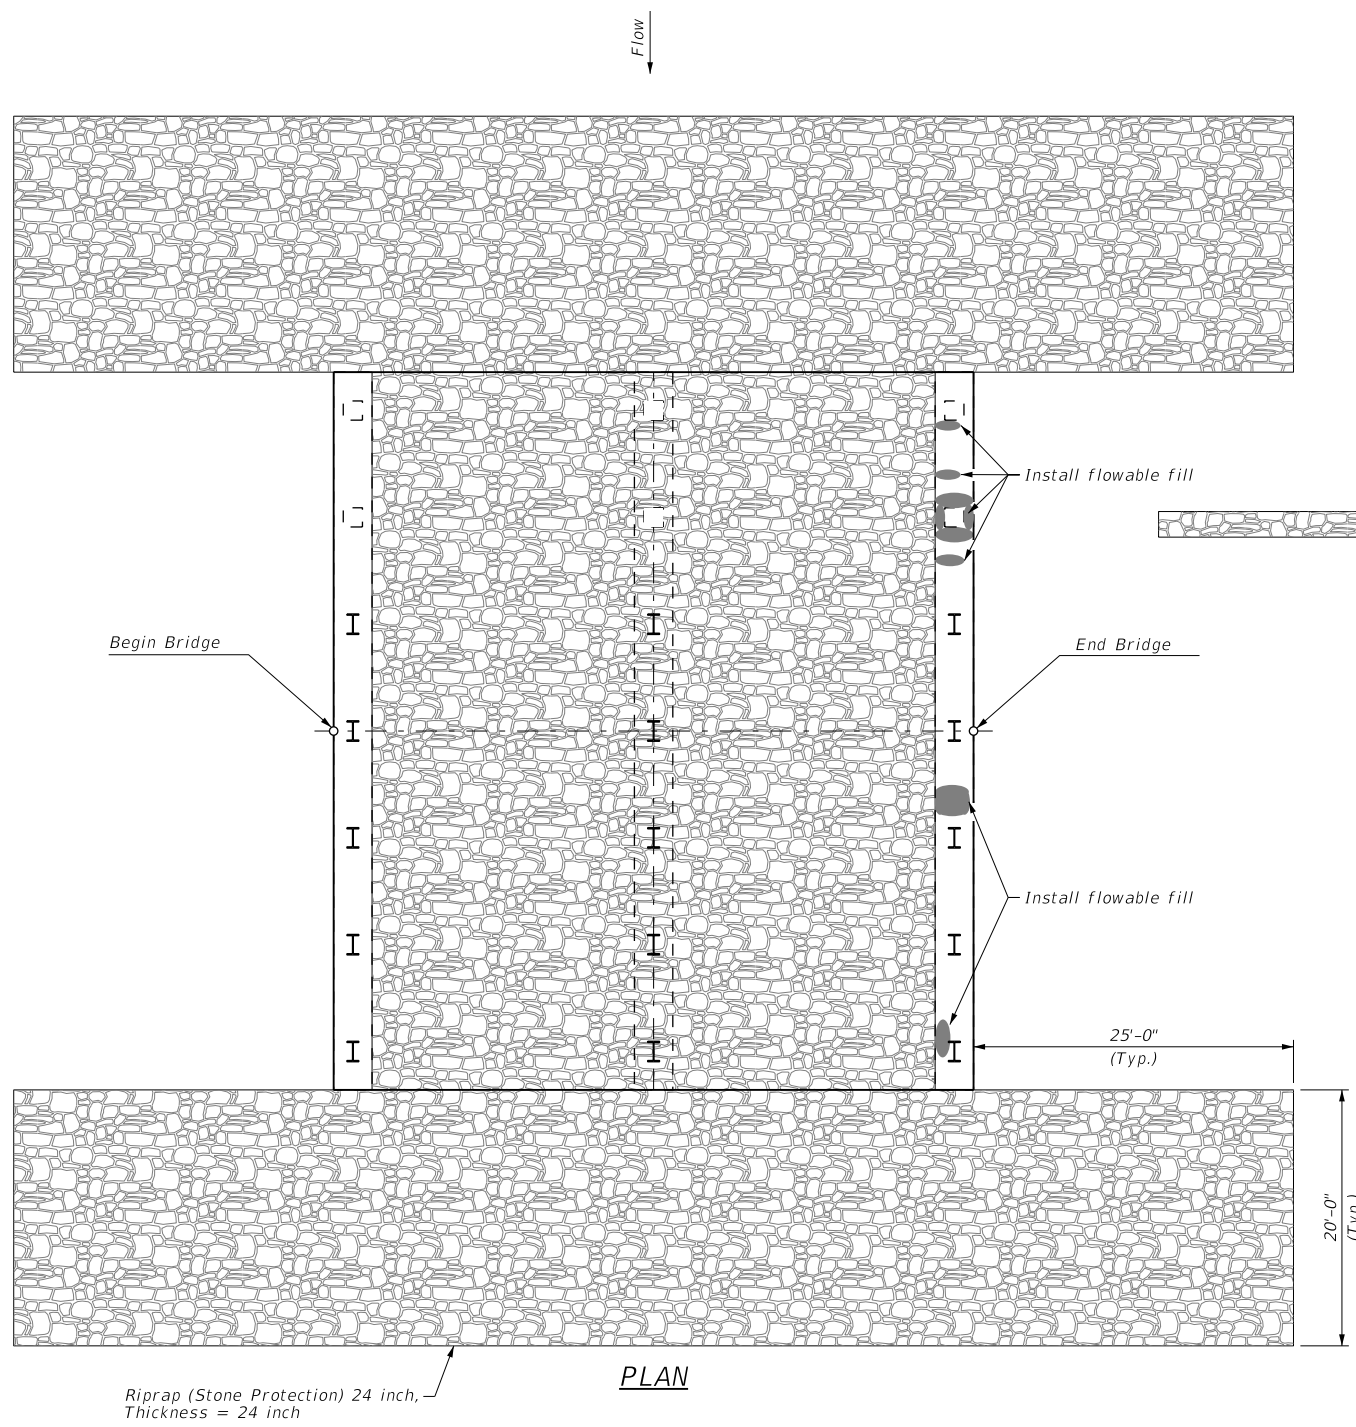 Flow
Install flowable fill
Begin Bridge
End Bridge
Install flowable fill
25'-0"
(Typ.)
20'-0"
(Typ.)
PLAN
Riprap (Stone Protection) 24 inch,
Thickness = 24 inch